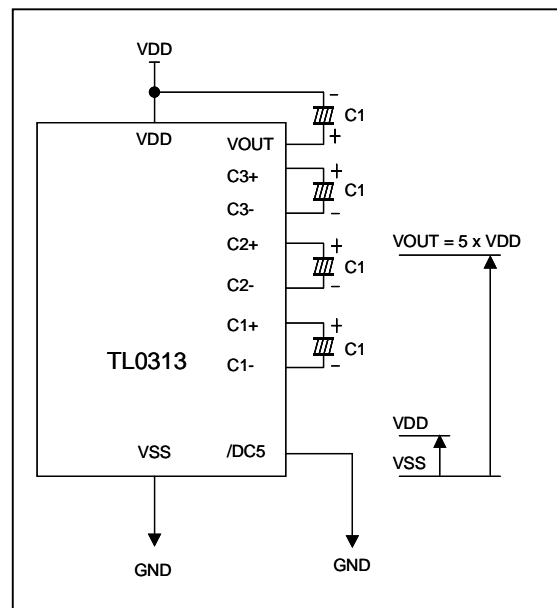 VDD
VDD
- C1
VOUT +
C3+ +
C1
C3- -
C2+ +
VOUT = 5 x VDD
C1
C2- -
C1+ +
C1
TL0313
C1- -
VDD
VSS
/DC5
VSS
GND
GND